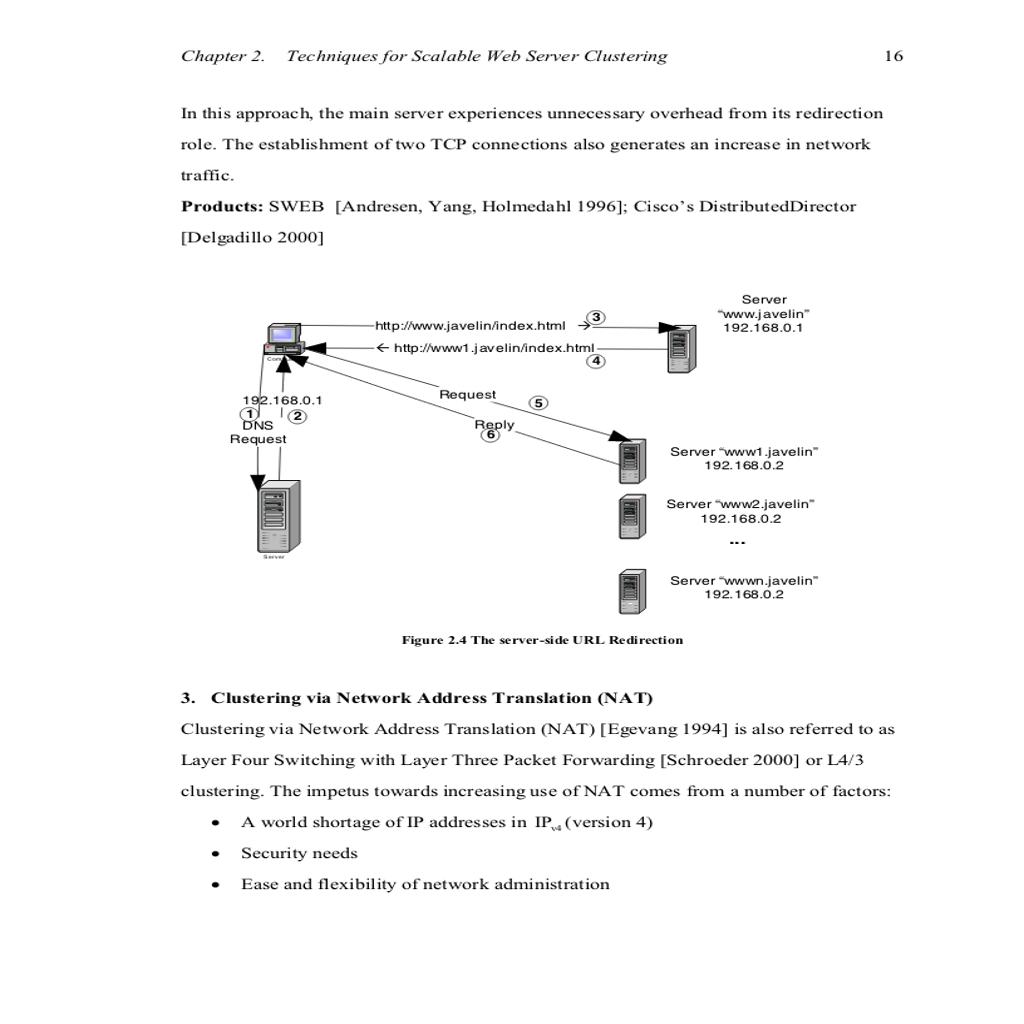 Chapter 2. Techniques for Scalable Web Server Clustering 16
In this approach, the main server experiences unnecessary overhead from its redirection
role. The establishment of two TCP connections also generates an increase in network
traffic.
Products: SWEB [Andresen, Yang, Holmedahl 1996]; Cisco's DistributedDirector
[Delgadillo 2000]
Server
“www.javelin”
192.168.0.1
http://www.javelin/index.html → 3
← http://www1.javelin/index.html
4
192.168.0.1
1 2
DNS
Request
Request
5
Reply
6
Server “www1.javelin”
192.168.0.2
Server “www2.javelin”
192.168.0.2
...
Server “wwwn.javelin”
192.168.0.2
Server
Figure 2.4 The server-side URL Redirection
3. Clustering via Network Address Translation (NAT)
Clustering via Network Address Translation (NAT) [Egevang 1994] is also referred to as
Layer Four Switching with Layer Three Packet Forwarding [Schroeder 2000] or L4/3
clustering. The impetus towards increasing use of NAT comes from a number of factors:
• A world shortage of IP addresses in IPv4 (version 4)
• Security needs
• Ease and flexibility of network administration